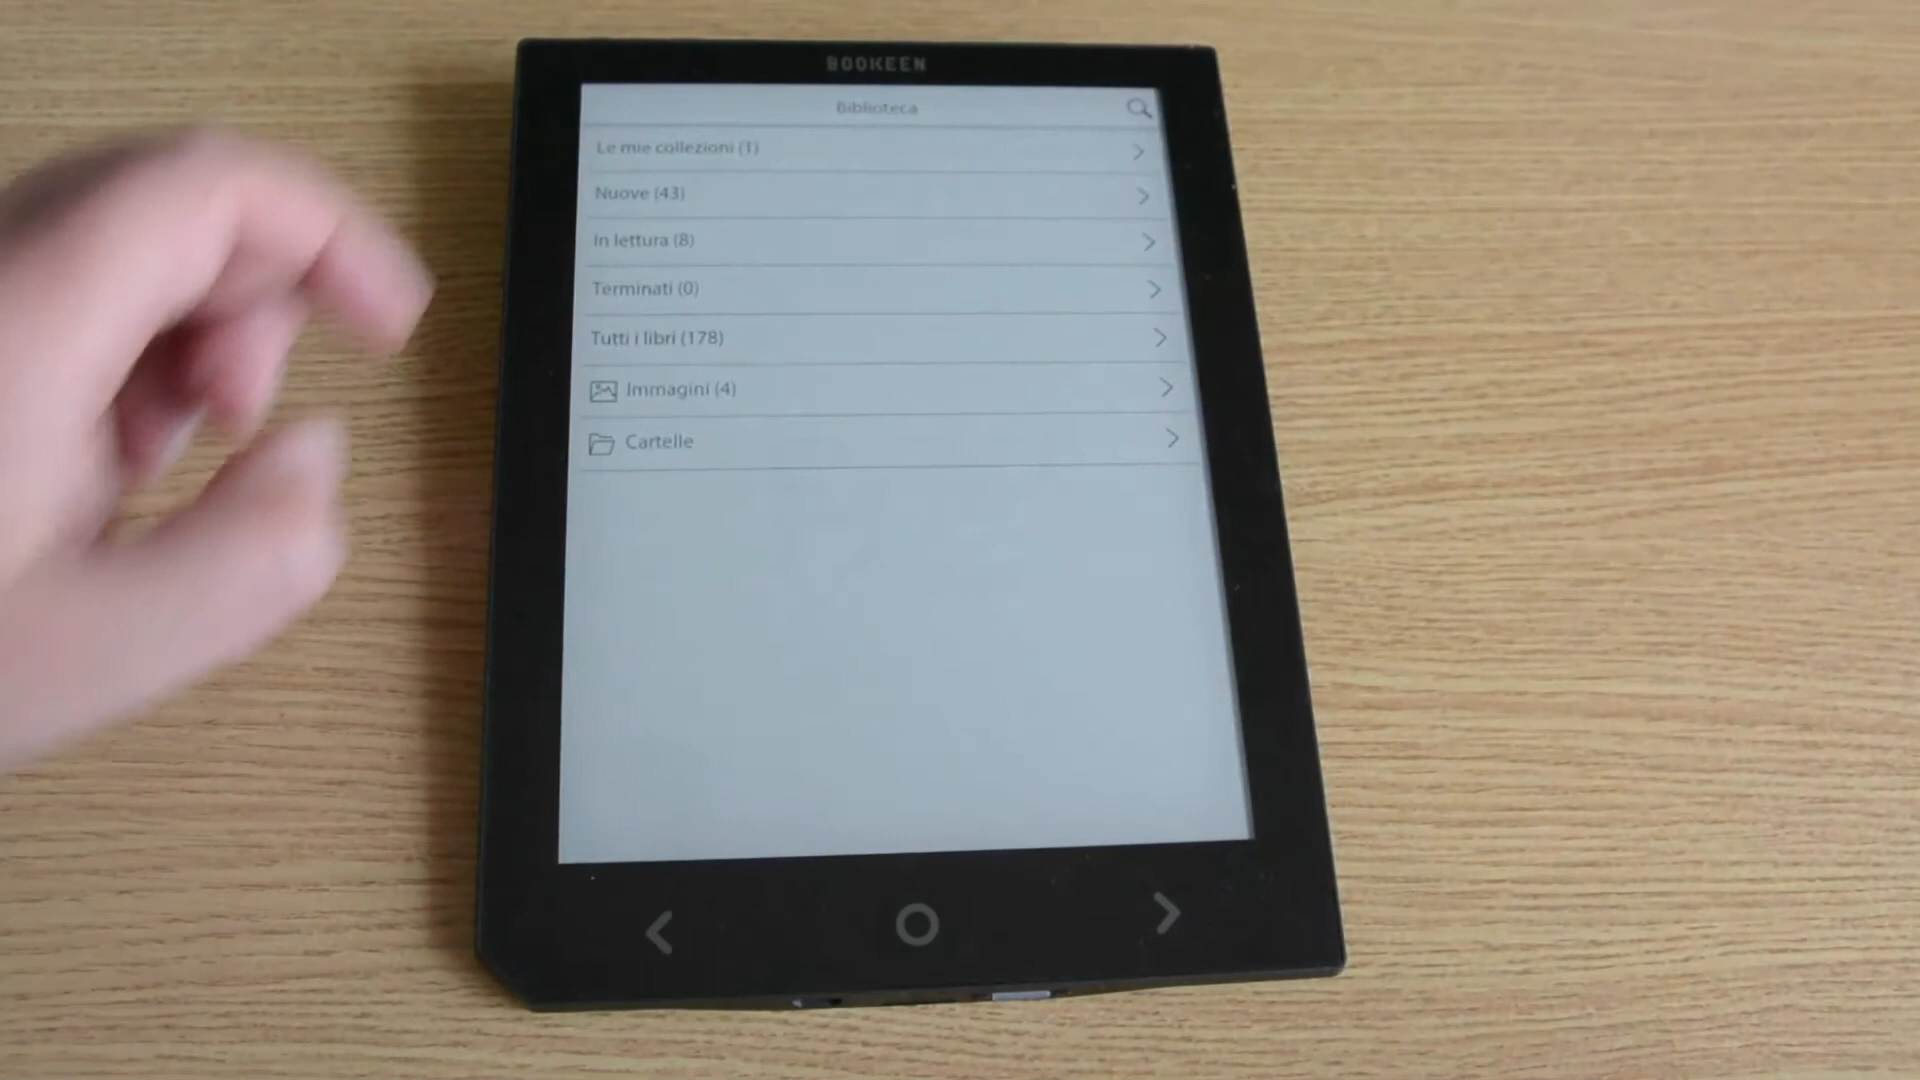 BOOKEEN
Biblioteca
Le mie collezioni (1)
Nuove (43)
In lettura (8)
Terminati (0)
Tutti i libri (178)
Immagini (4)
Cartelle